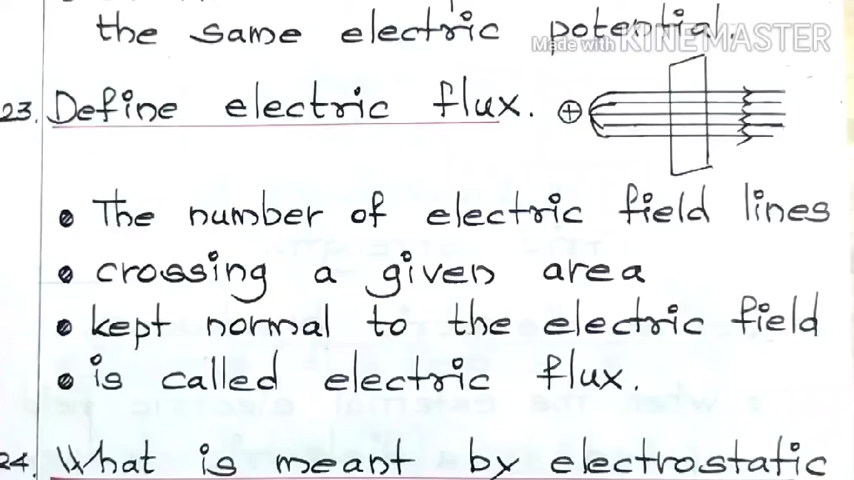 the same electric potential.
Made with KINEMASTER
23. Define electric flux.
• The number of electric field lines
• crossing a given area
• kept normal to the electric field
• is called electric flux.
24. What is meant by electrostatic